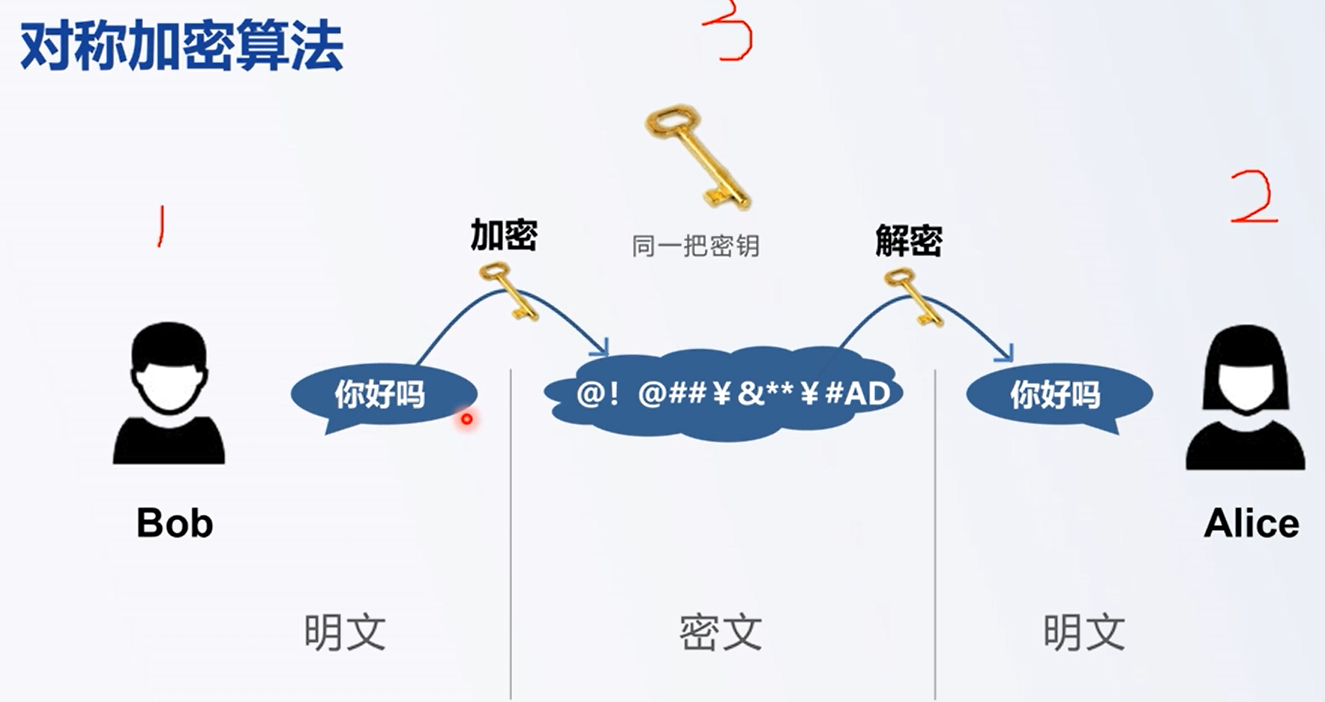 对称加密算法
3
1
2
加密
同一把密钥
解密
你好吗
@！@##￥&**￥#AD
你好吗
Bob
Alice
明文
密文
明文